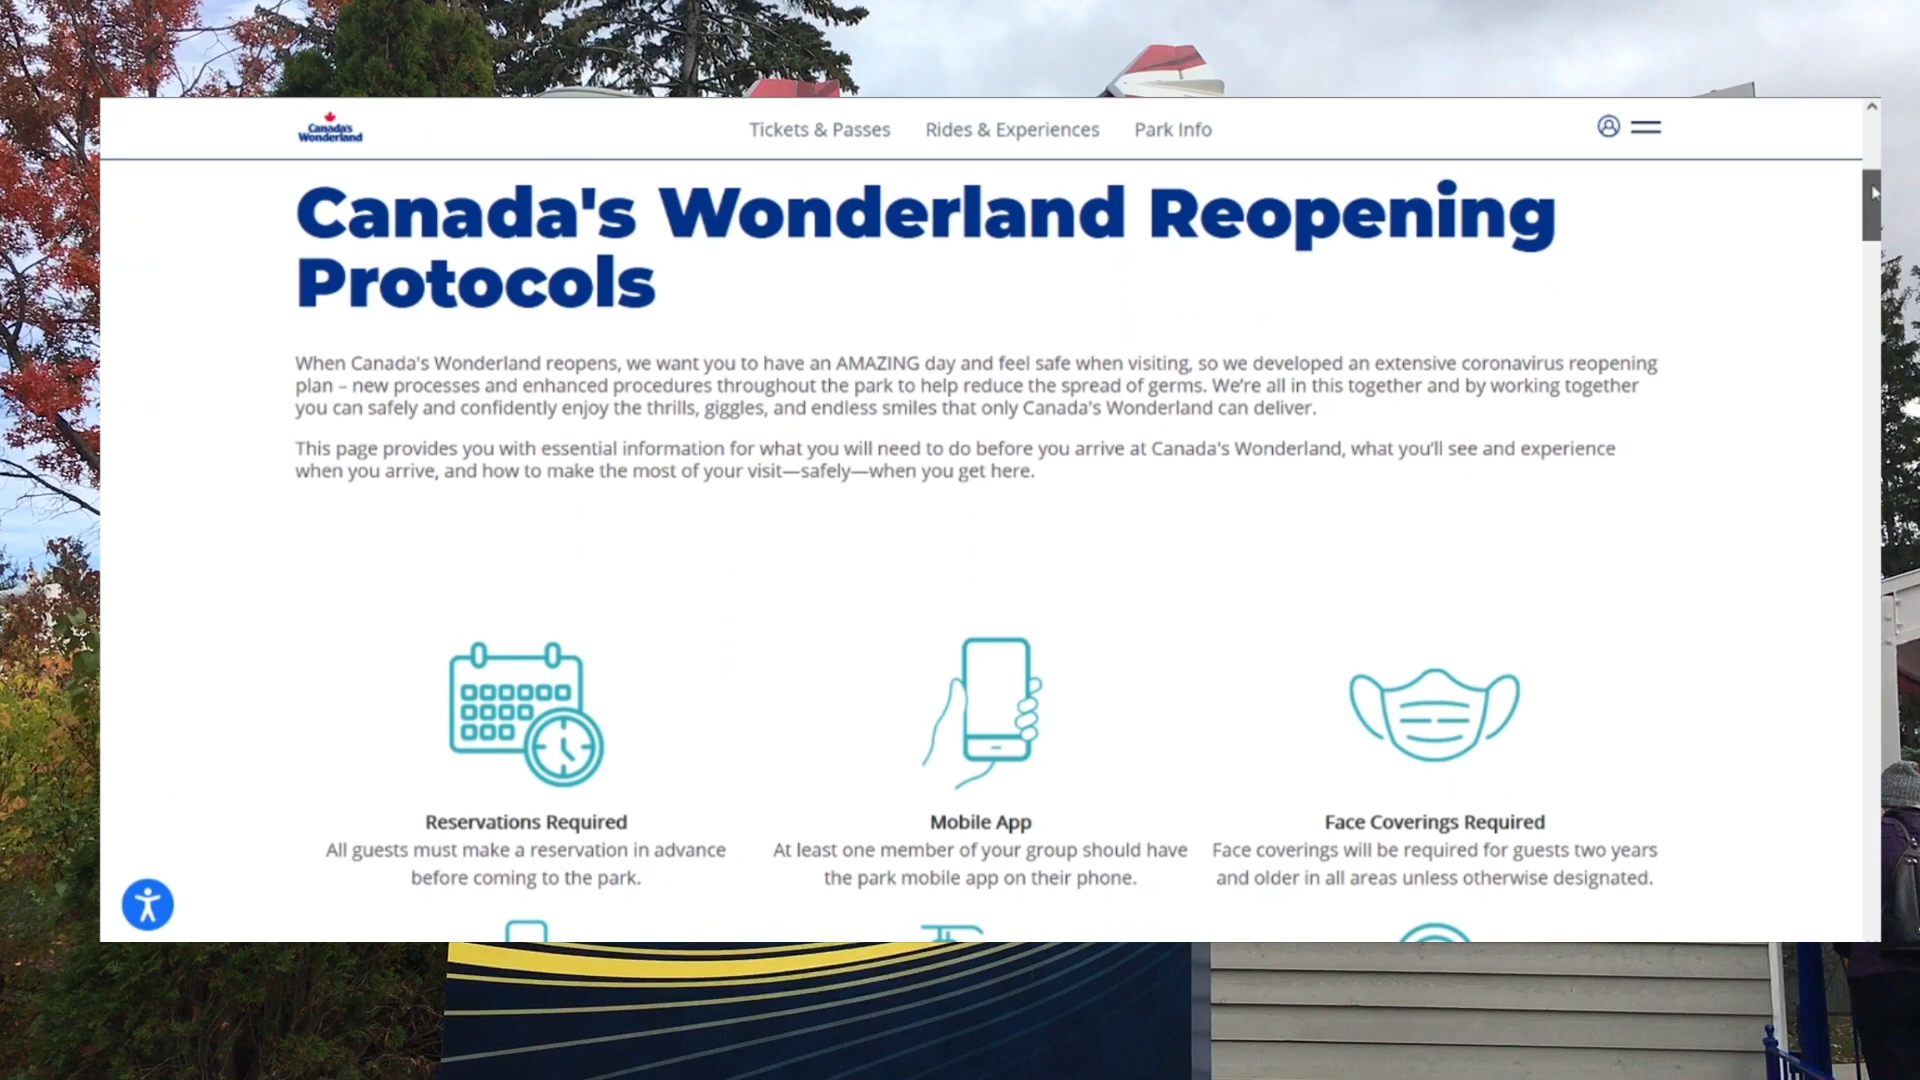 Canada's
Wonderland
Tickets & Passes
Rides & Experiences
Park Info
Canada's Wonderland Reopening
Protocols
When Canada's Wonderland reopens, we want you to have an AMAZING day and feel safe when visiting, so we developed an extensive coronavirus reopening
plan – new processes and enhanced procedures throughout the park to help reduce the spread of germs. We're all in this together and by working together
you can safely and confidently enjoy the thrills, giggles, and endless smiles that only Canada's Wonderland can deliver.
This page provides you with essential information for what you will need to do before you arrive at Canada's Wonderland, what you'll see and experience
when you arrive, and how to make the most of your visit—safely—when you get here.
Reservations Required
All guests must make a reservation in advance
before coming to the park.
Mobile App
At least one member of your group should have
the park mobile app on their phone.
Face Coverings Required
Face coverings will be required for guests two years
and older in all areas unless otherwise designated.